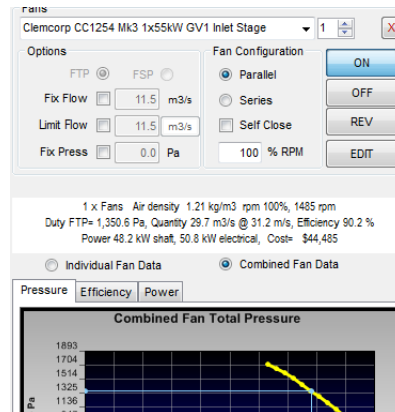 Fans
Clemcorp CC1254 Mk3 1x55kW GV1 Inlet Stage 1 X
Options Fan Configuration ON
FTP FSP Parallel
Fix Flow 11.5 m3/s Series OFF
Limit Flow 11.5 m3/s Self Close REV
Fix Press 0.0 Pa 100 % RPM EDIT
1 x Fans Air density 1.21 kg/m3 rpm 100%, 1485 rpm
Duty FTP= 1,350.6 Pa, Quantity 29.7 m3/s @ 31.2 m/s, Efficiency 90.2 %
Power 48.2 kW shaft, 50.8 kW electrical, Cost= $44,485
Individual Fan Data Combined Fan Data
Pressure Efficiency Power
Combined Fan Total Pressure
1893
1704
1514
1325
1136
Pa